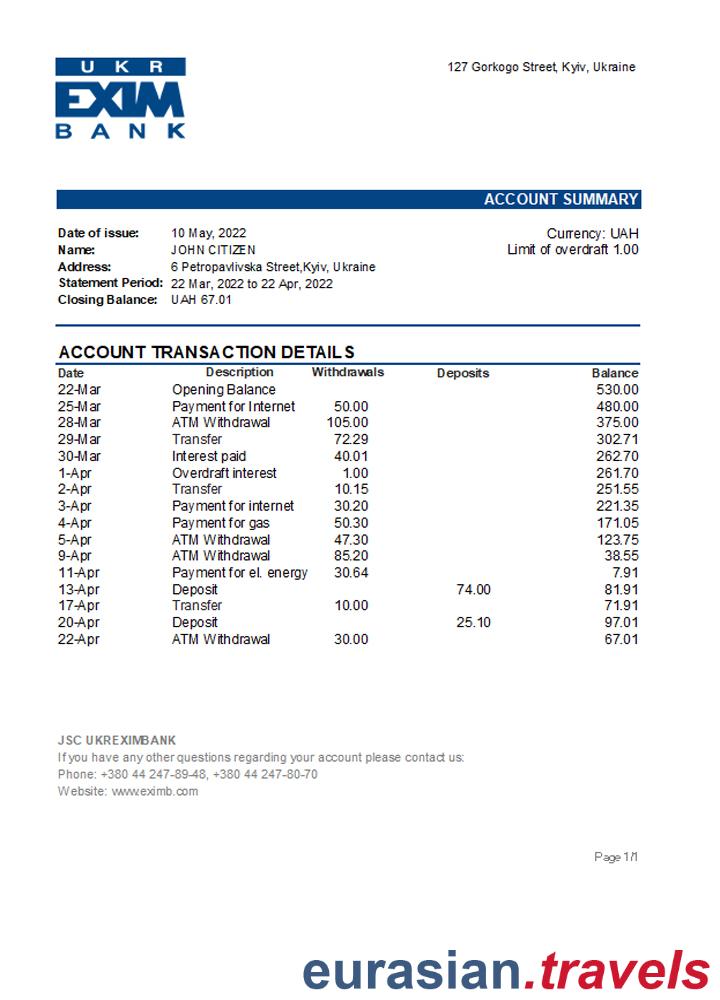 UKR
EXIM
BANK
127 Gorkogo Street, Kyiv, Ukraine
ACCOUNT SUMMARY
Date of issue: 10 May, 2022 Currency: UAH
Name: JOHN CITIZEN Limit of overdraft 1.00
Address: 6 Petropavlivska Street,Kyiv, Ukraine
Statement Period: 22 Mar, 2022 to 22 Apr, 2022
Closing Balance: UAH 67.01
ACCOUNT TRANSACTION DETAILS
Date Description Withdrawals Deposits Balance
22-Mar Opening Balance 530.00
25-Mar Payment for Internet 50.00 480.00
28-Mar ATM Withdrawal 105.00 375.00
29-Mar Transfer 72.29 302.71
30-Mar Interest paid 40.01 262.70
1-Apr Overdraft interest 1.00 261.70
2-Apr Transfer 10.15 251.55
3-Apr Payment for internet 30.20 221.35
4-Apr Payment for gas 50.30 171.05
5-Apr ATM Withdrawal 47.30 123.75
9-Apr ATM Withdrawal 85.20 38.55
11-Apr Payment for el. energy 30.64 7.91
13-Apr Deposit 74.00 81.91
17-Apr Transfer 10.00 71.91
20-Apr Deposit 25.10 97.01
22-Apr ATM Withdrawal 30.00 67.01
JSC UKREXIMBANK
If you have any other questions regarding your account please contact us:
Phone: +380 44 247-89-48, +380 44 247-80-70
Website: www.eximb.com
Page 1/1
eurasian.travels